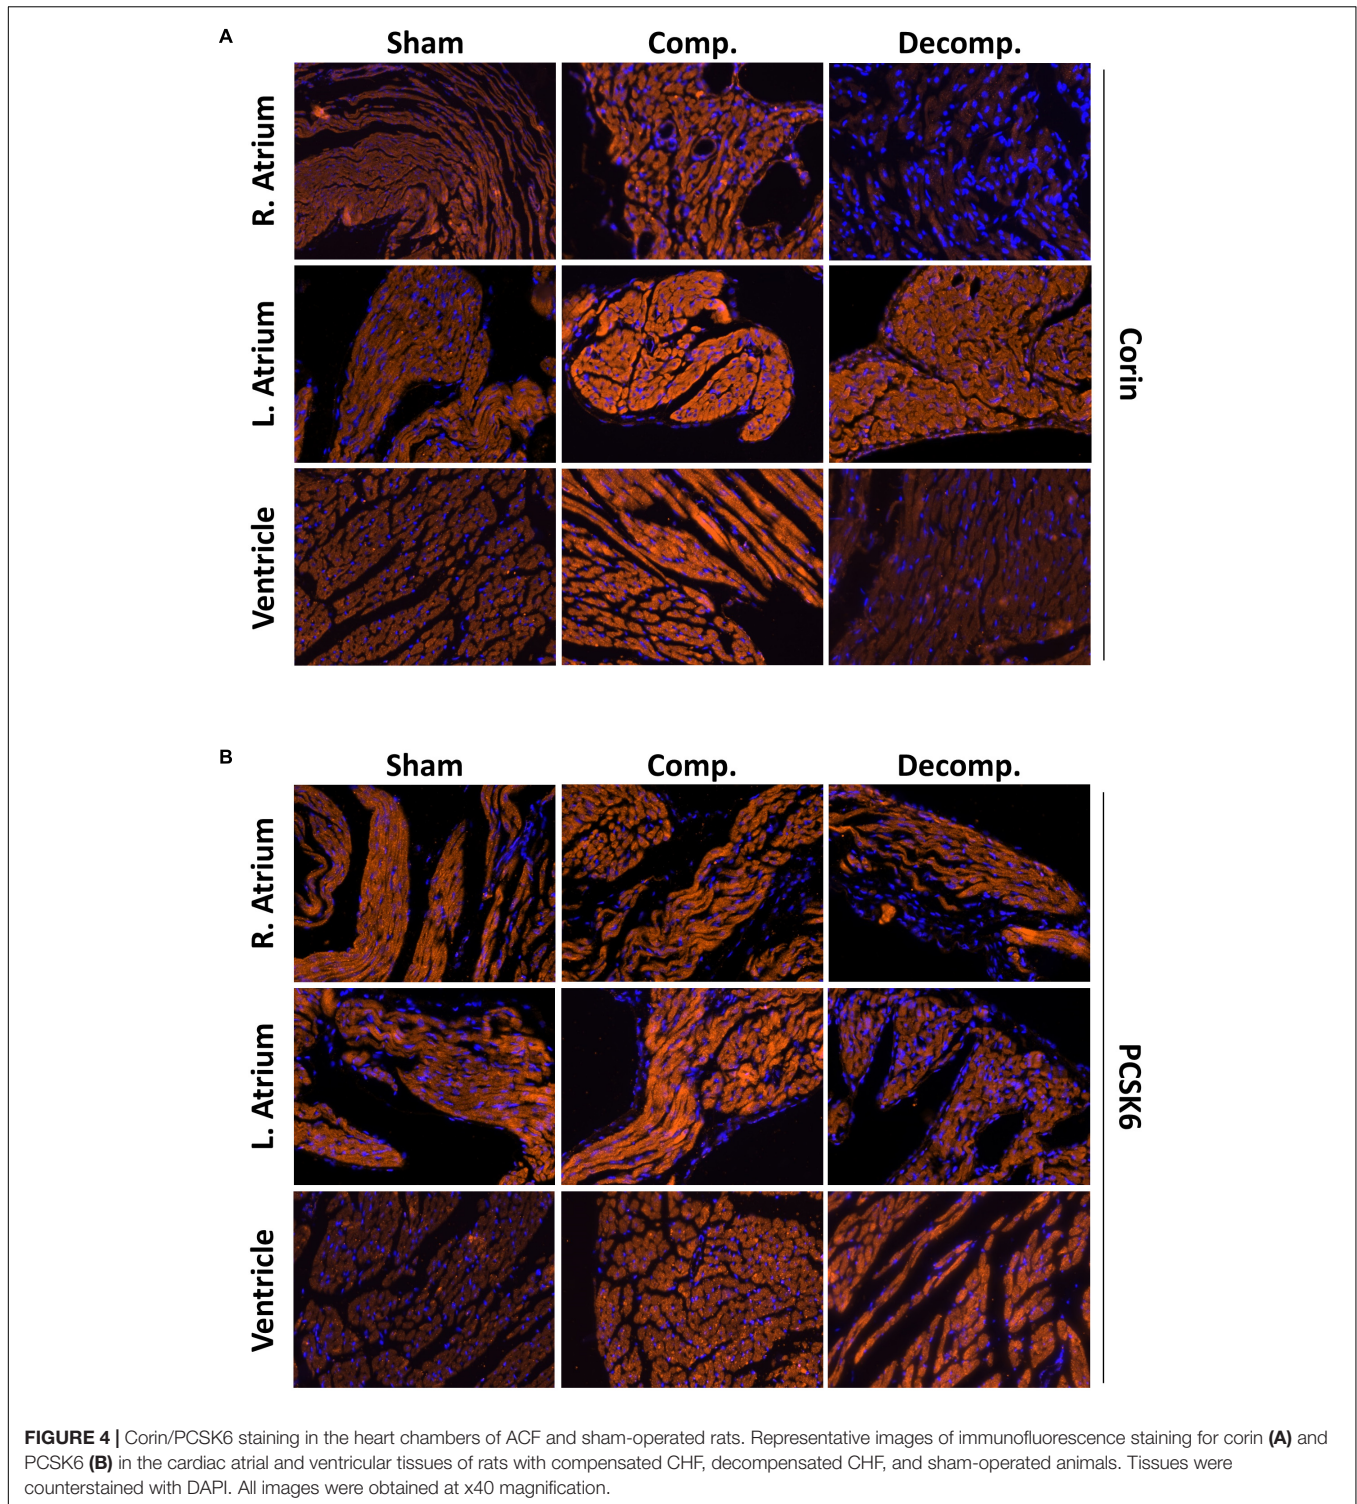 A
Sham Comp. Decomp.
R. Atrium
L. Atrium
Ventricle
Corin
B
Sham Comp. Decomp.
R. Atrium
L. Atrium
Ventricle
PCSK6
FIGURE 4 | Corin/PCSK6 staining in the heart chambers of ACF and sham-operated rats. Representative images of immunofluorescence staining for corin (A) and
PCSK6 (B) in the cardiac atrial and ventricular tissues of rats with compensated CHF, decompensated CHF, and sham-operated animals. Tissues were
counterstained with DAPI. All images were obtained at x40 magnification.